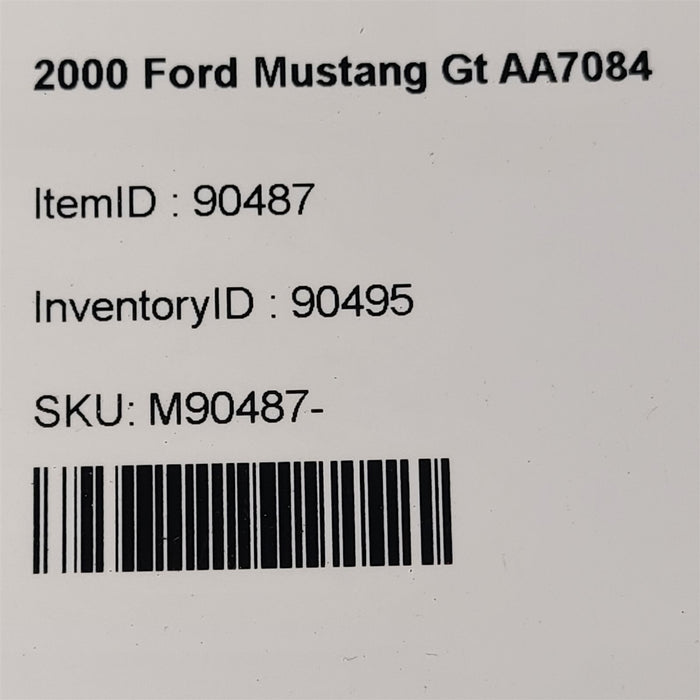 2000 Ford Mustang Gt AA7084
ItemID : 90487
InventoryID : 90495
SKU: M90487-